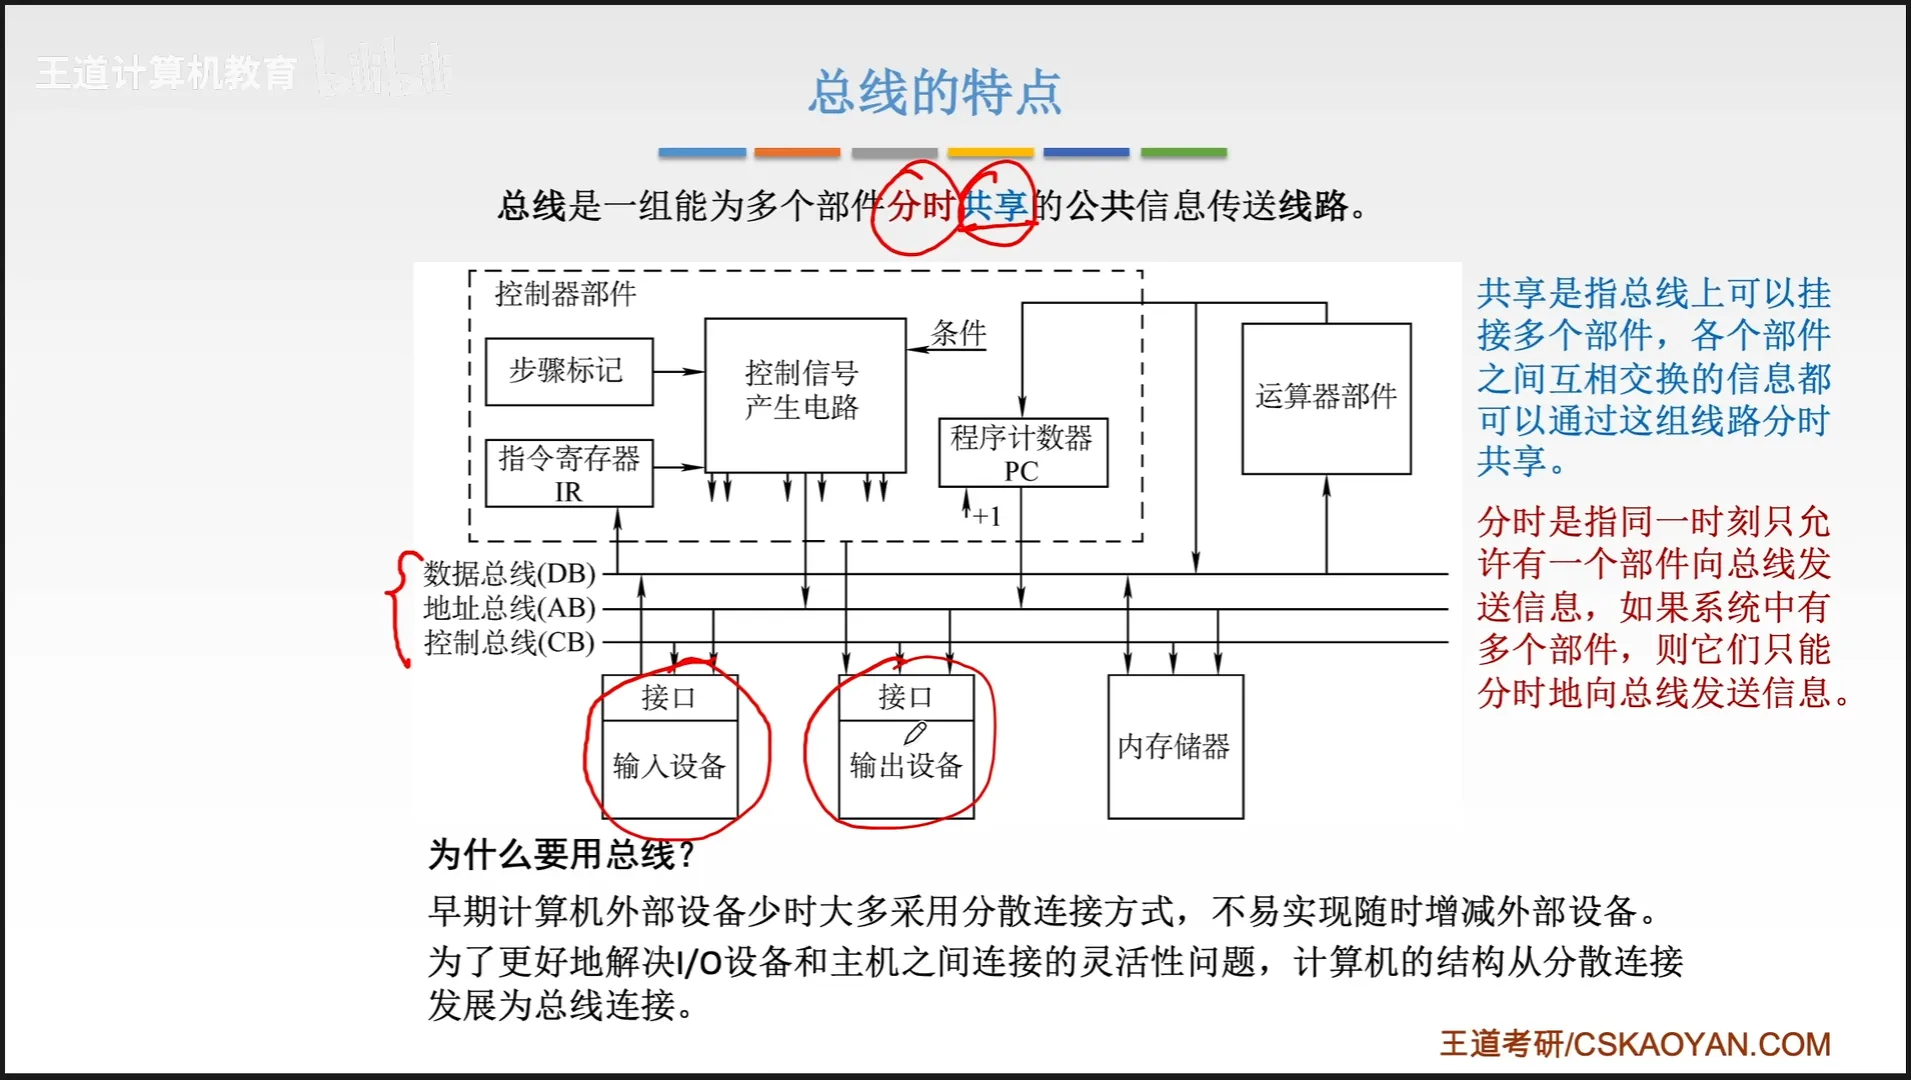 王道计算机教育 bilibili
总线的特点
总线是一组能为多个部件分时共享的公共信息传送线路。
控制器部件
步骤标记
控制信号
产生电路
条件
指令寄存器
IR
程序计数器
PC
+1
运算器部件
数据总线(DB)
地址总线(AB)
控制总线(CB)
接口
输入设备
接口
输出设备
内存储器
共享是指总线上可以挂
接多个部件，各个部件
之间互相交换的信息都
可以通过这组线路分时
共享。
分时是指同一时刻只允
许有一个部件向总线发
送信息，如果系统中有
多个部件，则它们只能
分时地向总线发送信息。
为什么要用总线？
早期计算机外部设备少时大多采用分散连接方式，不易实现随时增减外部设备。
为了更好地解决I/O设备和主机之间连接的灵活性问题，计算机的结构从分散连接
发展为总线连接。
王道考研/CSKAOYAN.COM